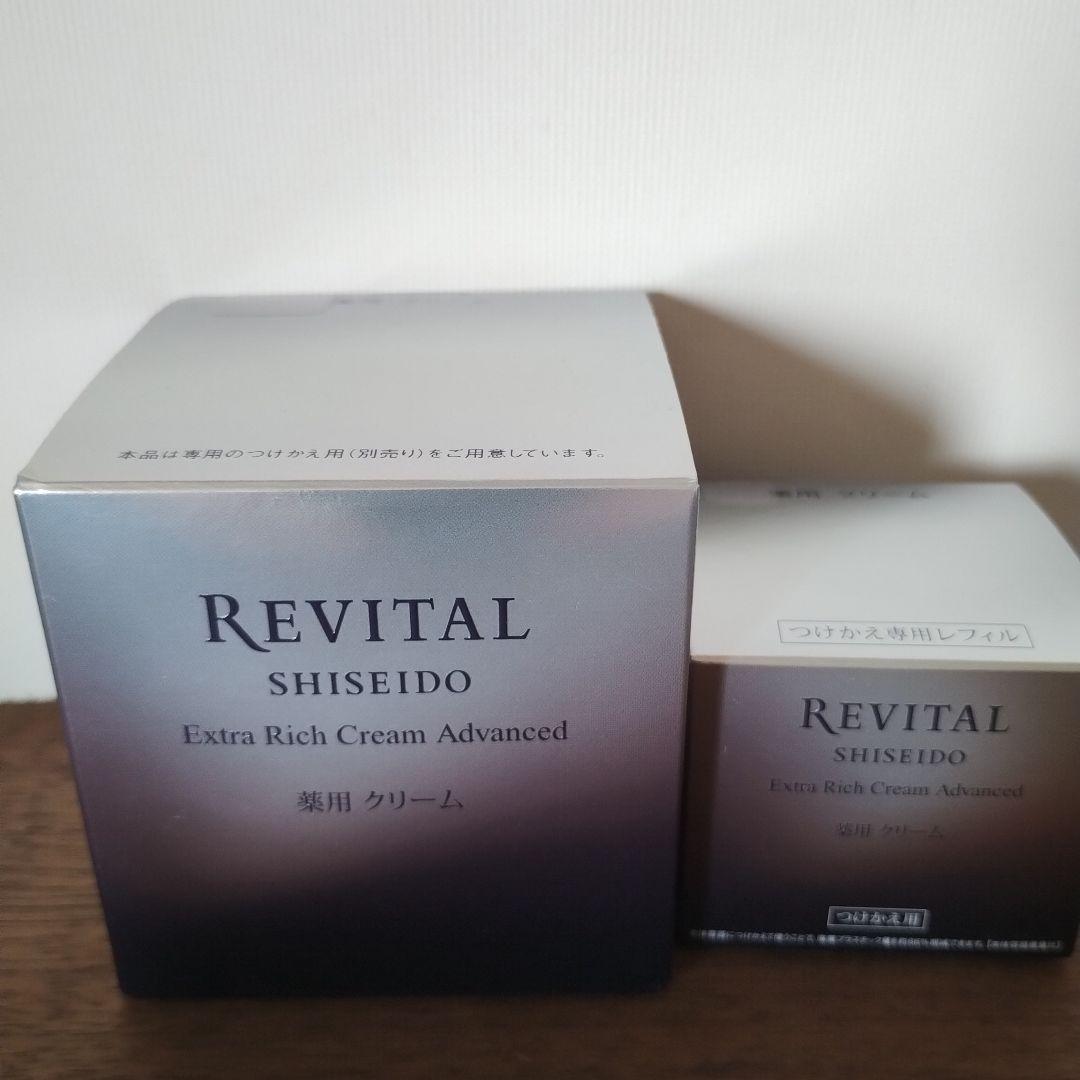 本品は専用のつけかえ用(別売り)をご用意しています。
REVITAL
SHISEIDO
Extra Rich Cream Advanced
薬用 クリーム
薬用 クリーム
つけかえ専用レフィル
REVITAL
SHISEIDO
Extra Rich Cream Advanced
薬用 クリーム
つけかえ用